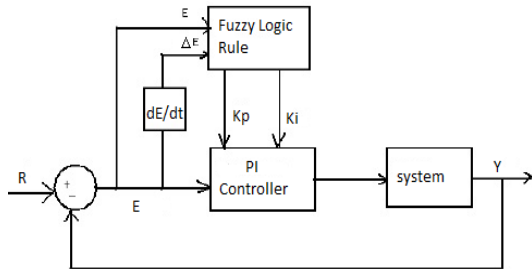 E
Fuzzy Logic
Rule
ΔE
dE/dt
Kp
Ki
R
+
−
E
PI
Controller
system
Y